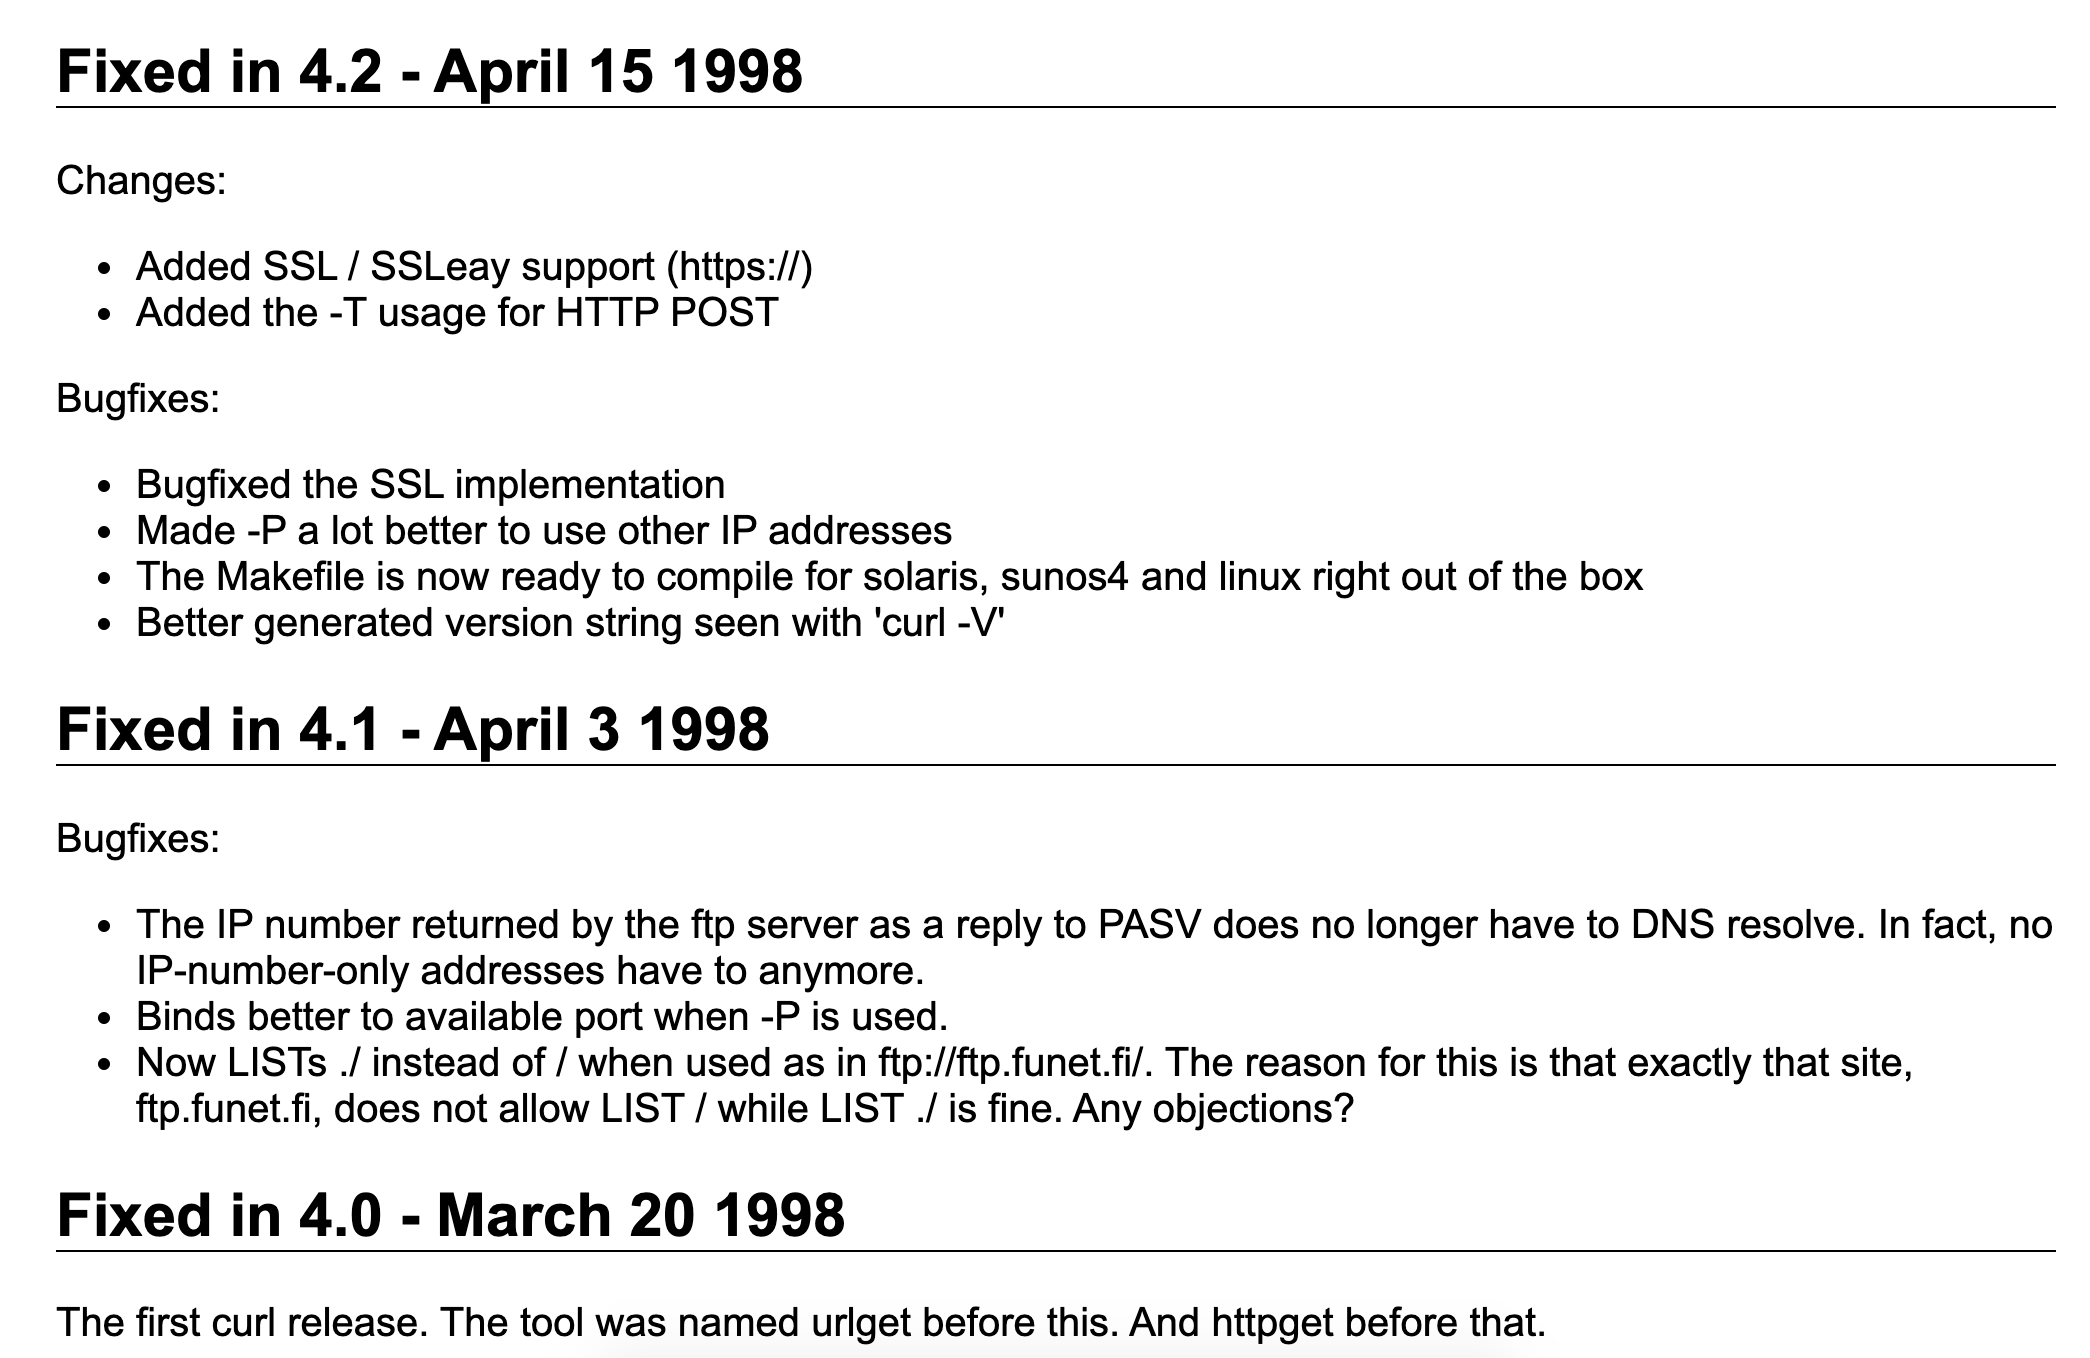 Fixed in 4.2 - April 15 1998
Changes:
• Added SSL / SSLeay support (https://)
• Added the -T usage for HTTP POST
Bugfixes:
• Bugfixed the SSL implementation
• Made -P a lot better to use other IP addresses
• The Makefile is now ready to compile for solaris, sunos4 and linux right out of the box
• Better generated version string seen with 'curl -V'
Fixed in 4.1 - April 3 1998
Bugfixes:
• The IP number returned by the ftp server as a reply to PASV does no longer have to DNS resolve. In fact, no
IP-number-only addresses have to anymore.
• Binds better to available port when -P is used.
• Now LISTs ./ instead of / when used as in ftp://ftp.funet.fi/. The reason for this is that exactly that site,
ftp.funet.fi, does not allow LIST / while LIST ./ is fine. Any objections?
Fixed in 4.0 - March 20 1998
The first curl release. The tool was named urlget before this. And httpget before that.